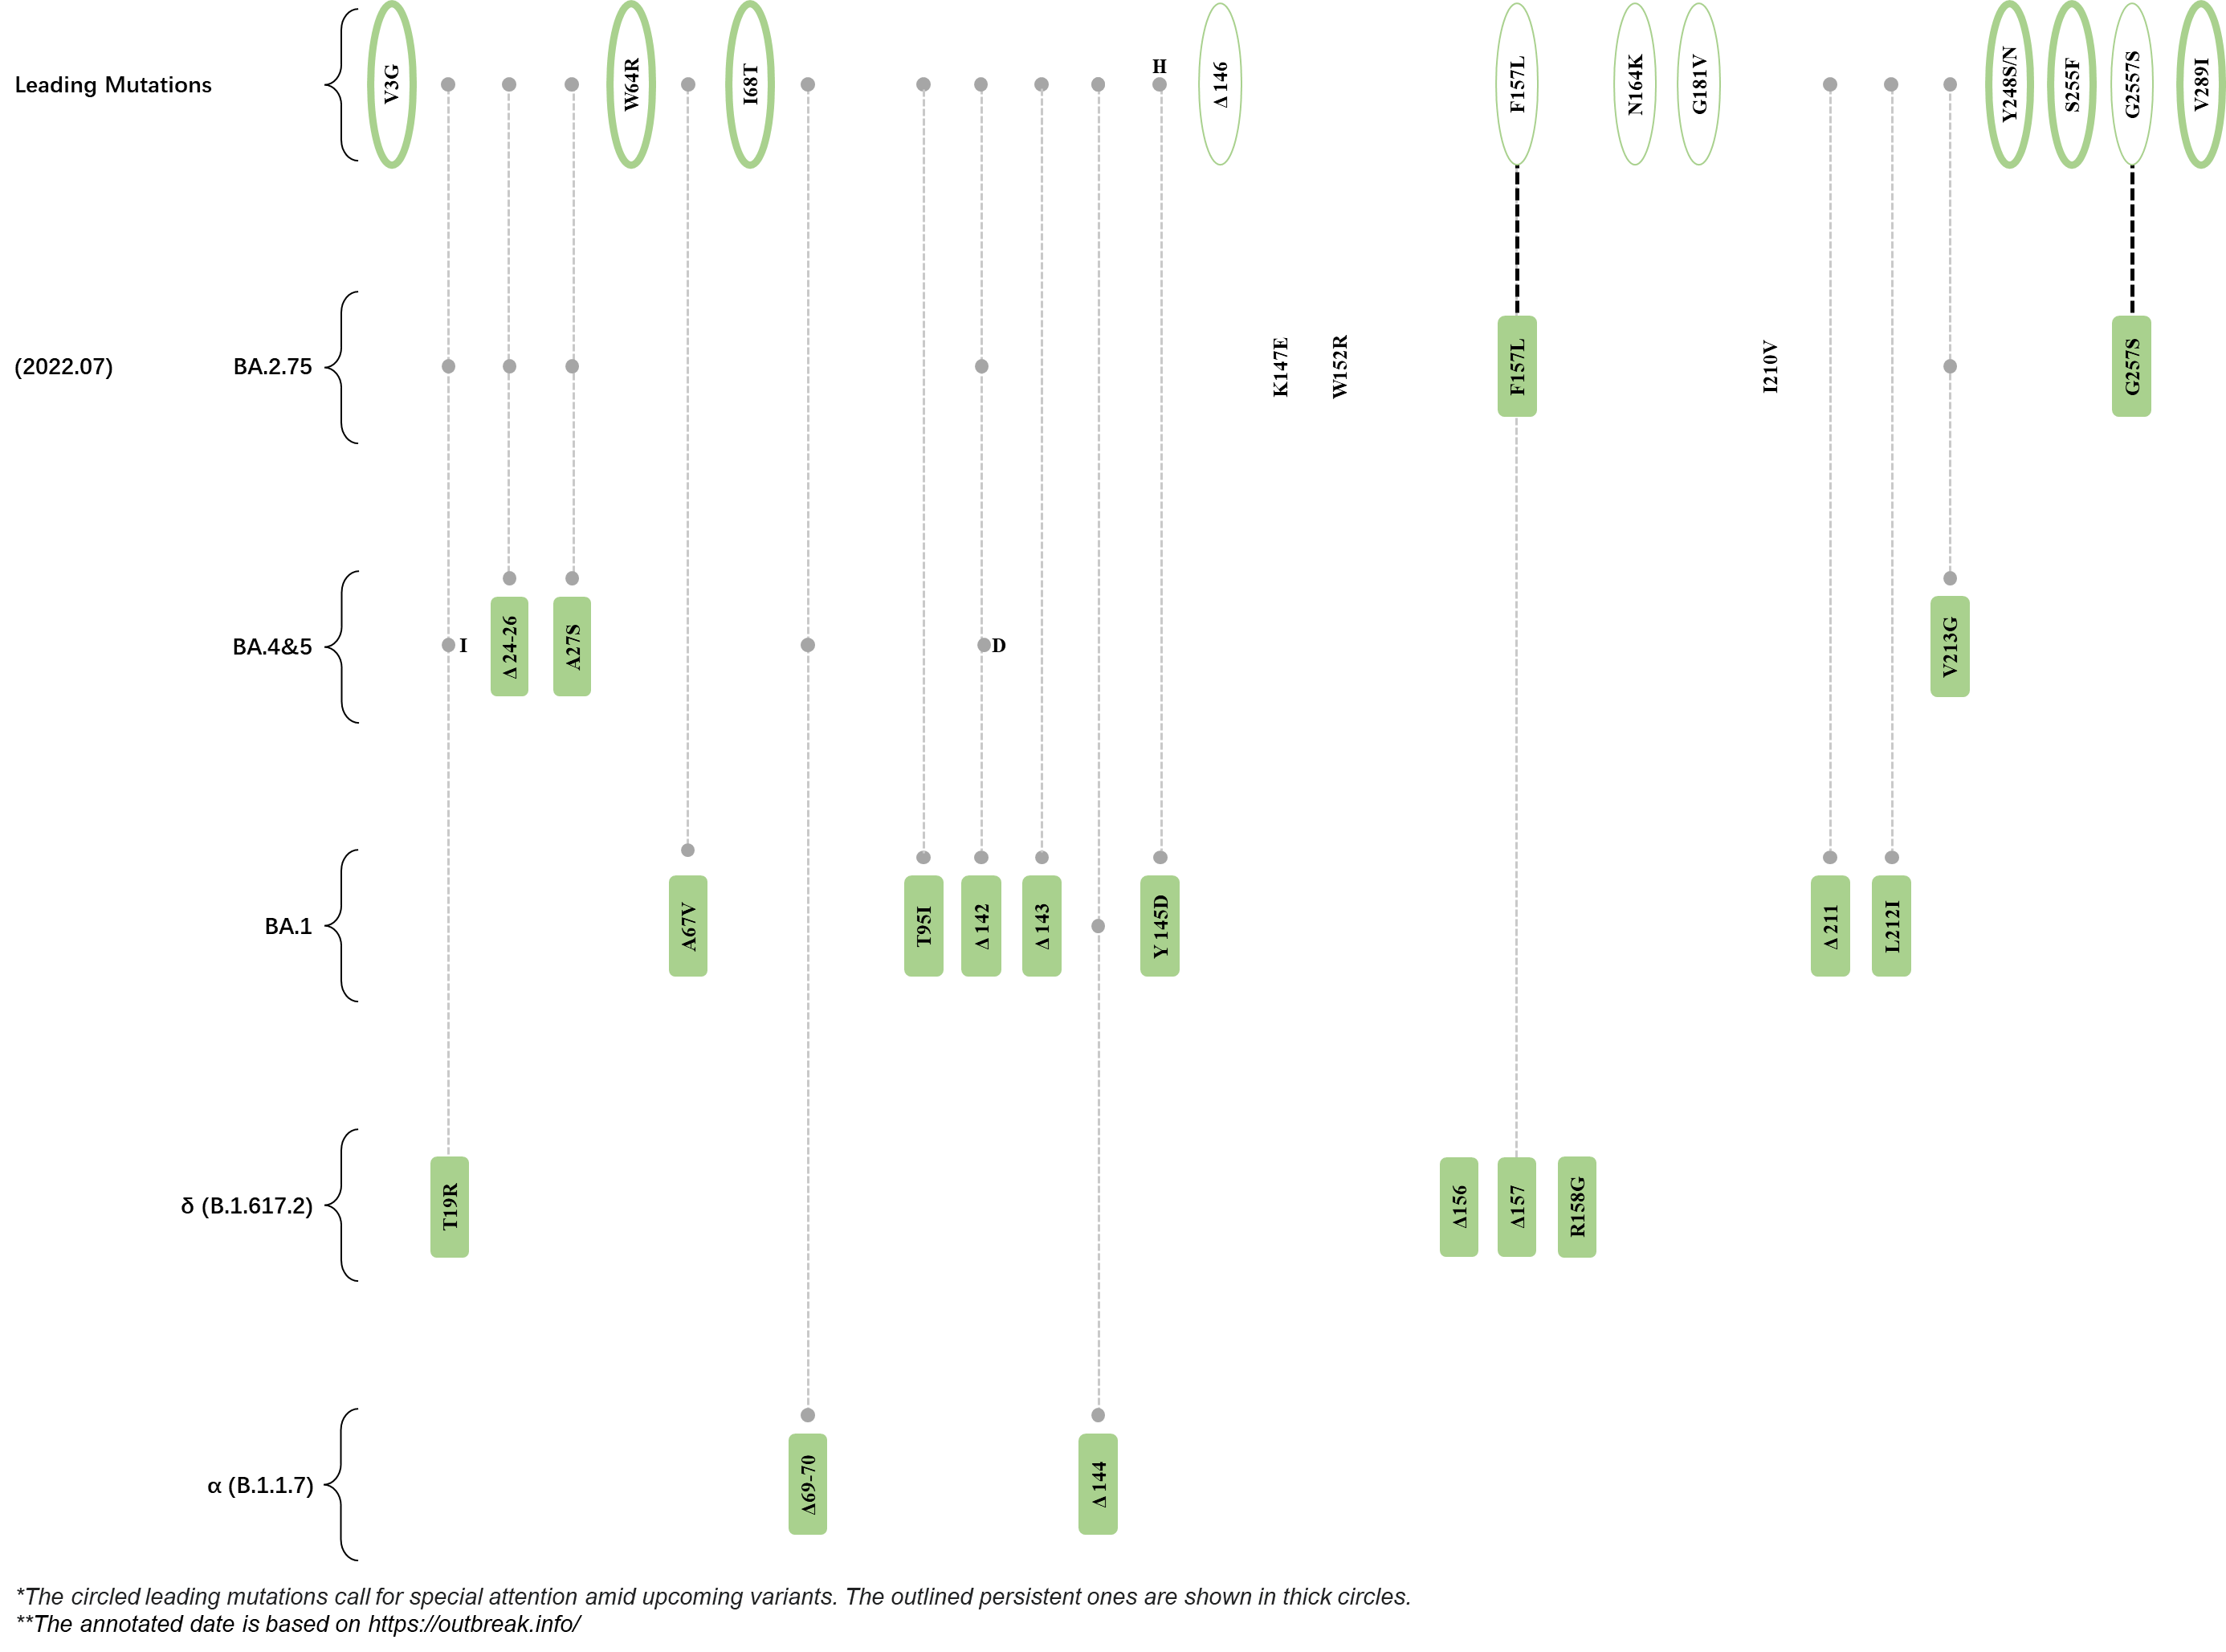 Leading Mutations
V3G
W64R
I68T
H
Δ 146
F157L
N164K
G181V
Y248S/N
S255F
G2557S
V289I
(2022.07)
BA.2.75
K147E
W152R
F157L
I210V
G257S
BA.4&5
I
Δ 24-26
A27S
D
V213G
BA.1
A67V
T95I
Δ 142
Δ 143
Y 145D
Δ 211
L212I
δ (B.1.617.2)
T19R
Δ156
Δ157
R158G
α (B.1.1.7)
Δ69-70
Δ 144
*The circled leading mutations call for special attention amid upcoming variants. The outlined persistent ones are shown in thick circles.
**The annotated date is based on https://outbreak.info/